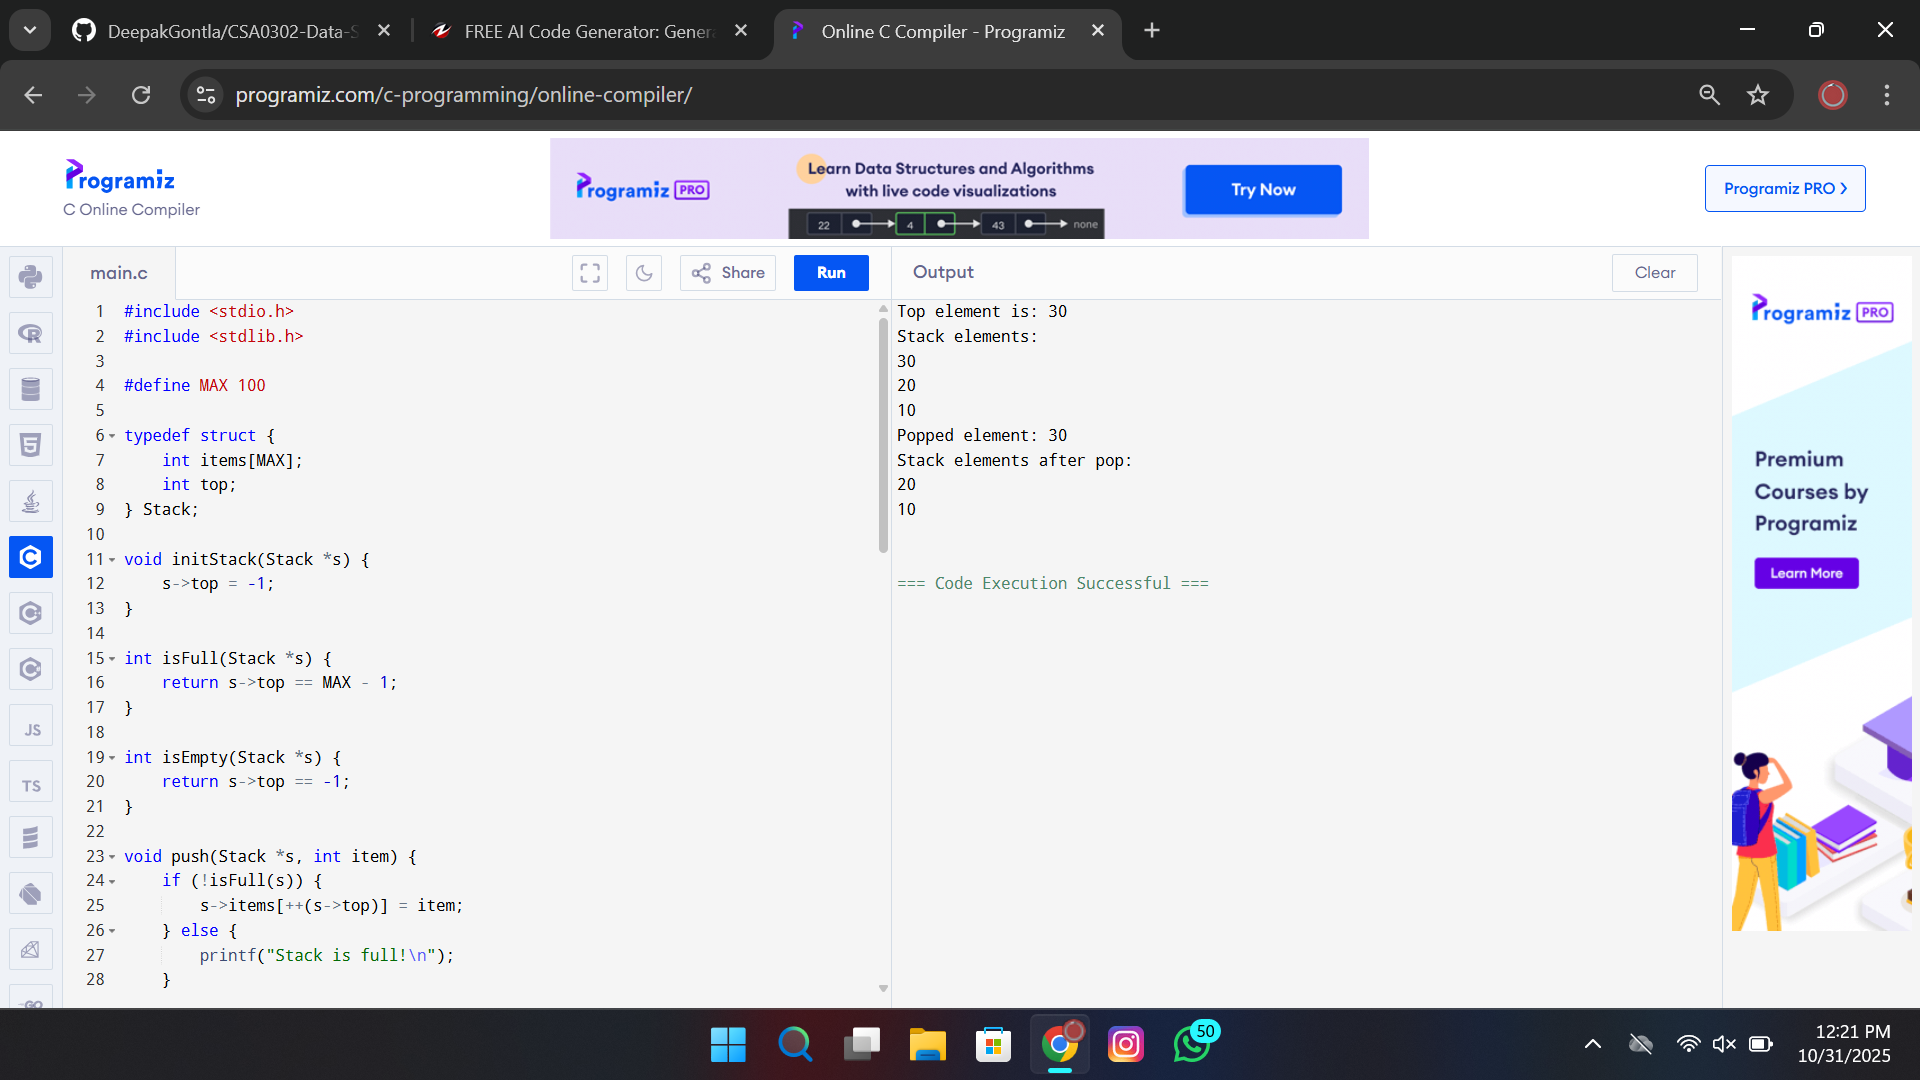 DeepakGontla/CSA0302-Data-S
FREE AI Code Generator: Genera
Online C Compiler - Programiz
programiz.com/c-programming/online-compiler/
Programiz
C Online Compiler
Programiz PRO
Learn Data Structures and Algorithms
with live code visualizations
22 4 43 none
Try Now
Programiz PRO
main.c
Share
Run
Output
Clear
1 #include <stdio.h>
2 #include <stdlib.h>
3
4 #define MAX 100
5
6 typedef struct {
7     int items[MAX];
8     int top;
9 } Stack;
10
11 void initStack(Stack *s) {
12     s->top = -1;
13 }
14
15 int isFull(Stack *s) {
16     return s->top == MAX - 1;
17 }
18
19 int isEmpty(Stack *s) {
20     return s->top == -1;
21 }
22
23 void push(Stack *s, int item) {
24     if (!isFull(s)) {
25         s->items[++(s->top)] = item;
26     } else {
27         printf("Stack is full!\n");
28     }
Top element is: 30
Stack elements:
30
20
10
Popped element: 30
Stack elements after pop:
20
10
=== Code Execution Successful ===
Programiz PRO
Premium
Courses by
Programiz
Learn More
JS
TS
GO
50
12:21 PM
10/31/2025